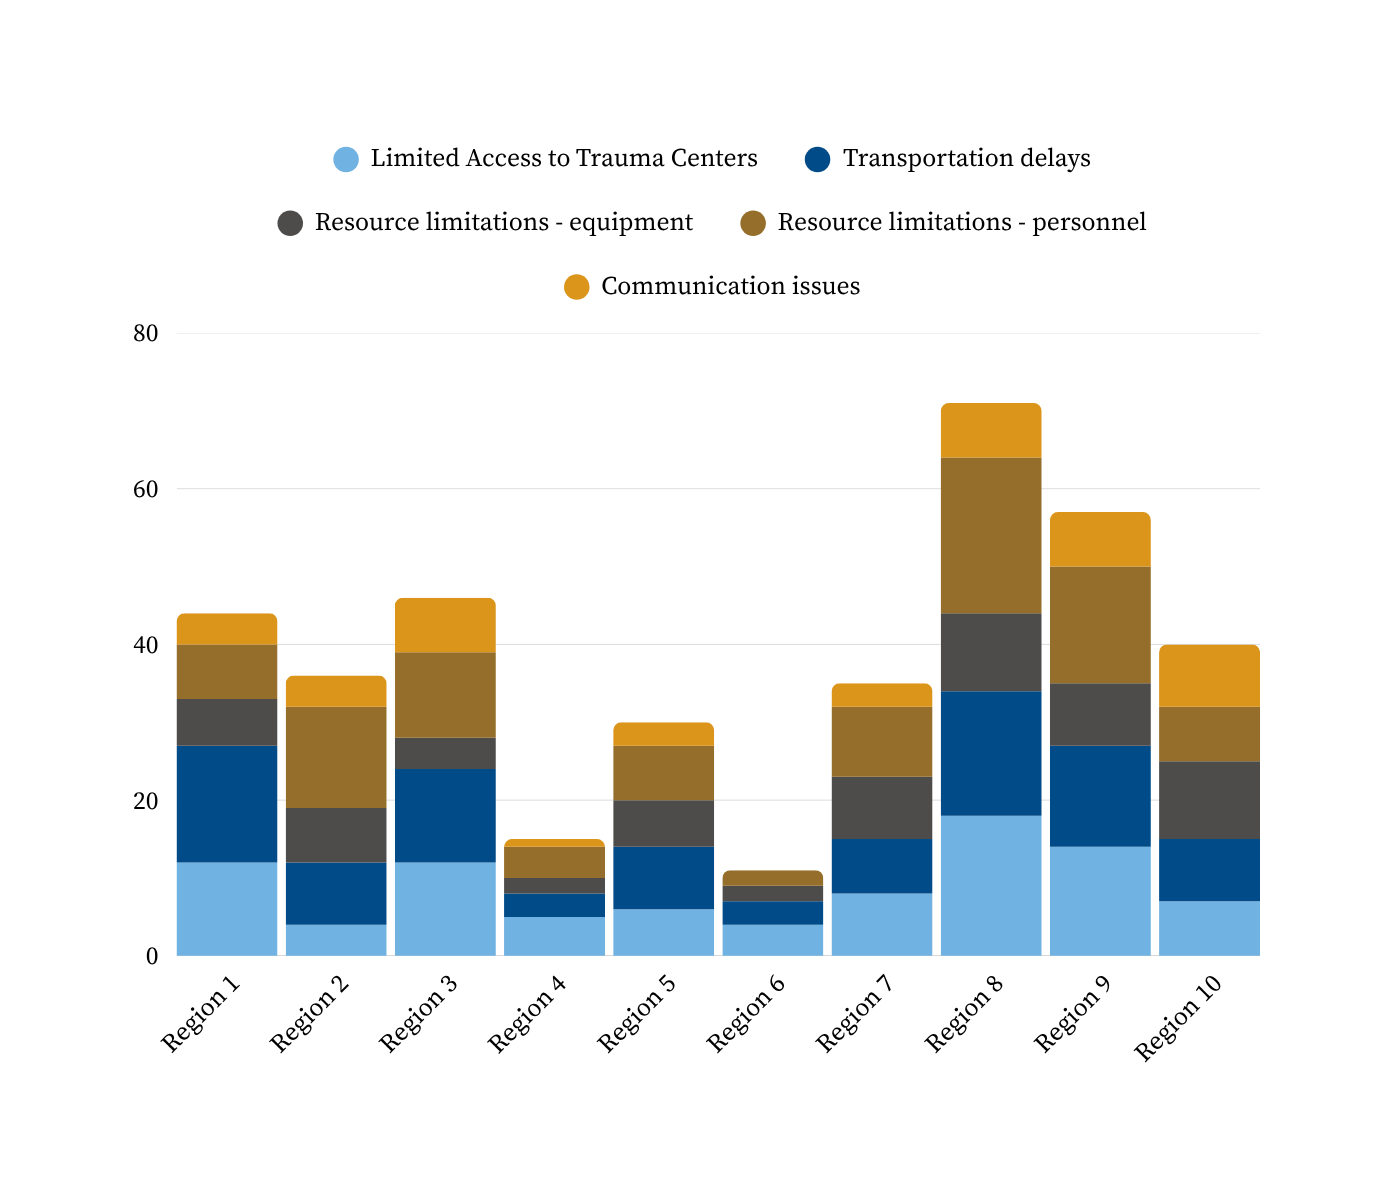 Limited Access to Trauma Centers Transportation delays
Resource limitations - equipment Resource limitations - personnel
Communication issues
80
60
40
20
0
Region 1
Region 2
Region 3
Region 4
Region 5
Region 6
Region 7
Region 8
Region 9
Region 10